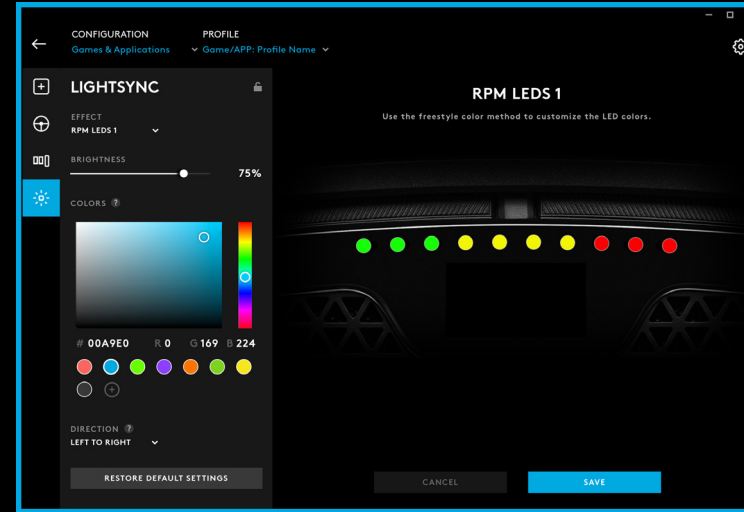 CONFIGURATION
Games & Applications
PROFILE
Game/APP: Profile Name
LIGHTSYNC
EFFECT
RPM LEDS 1
BRIGHTNESS
75%
COLORS ?
# 00A9E0 R 0 G 169 B 224
DIRECTION ?
LEFT TO RIGHT
RESTORE DEFAULT SETTINGS
RPM LEDS 1
Use the freestyle color method to customize the LED colors.
CANCEL
SAVE